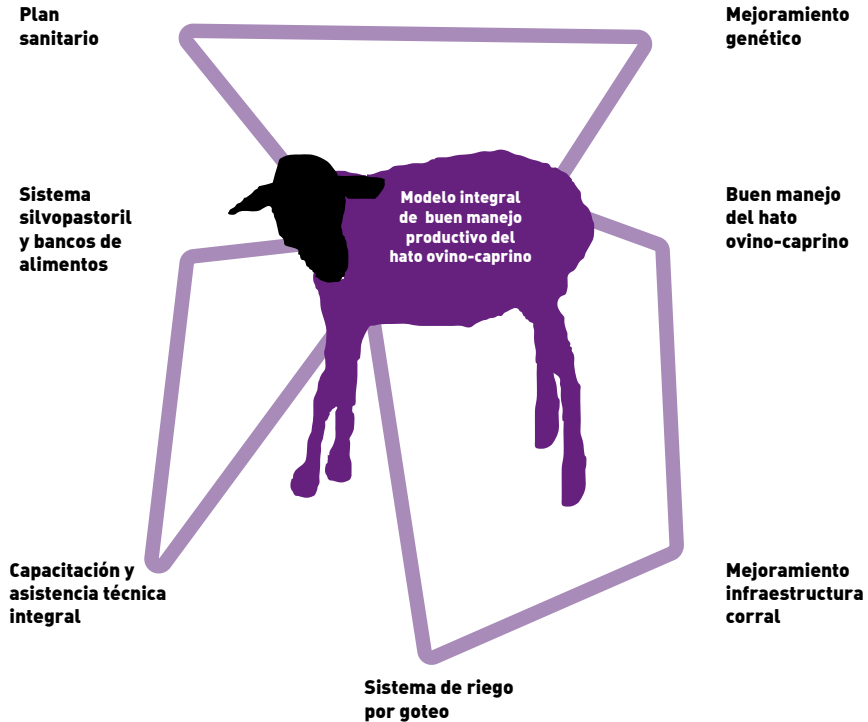 Plan
sanitario
Mejoramiento
genético
Sistema
silvopastoril
y bancos de
alimentos
Modelo integral
de buen manejo
productivo del
hato ovino-caprino
Buen manejo
del hato
ovino-caprino
Capacitación y
asistencia técnica
integral
Mejoramiento
infraestructura
corral
Sistema de riego
por goteo